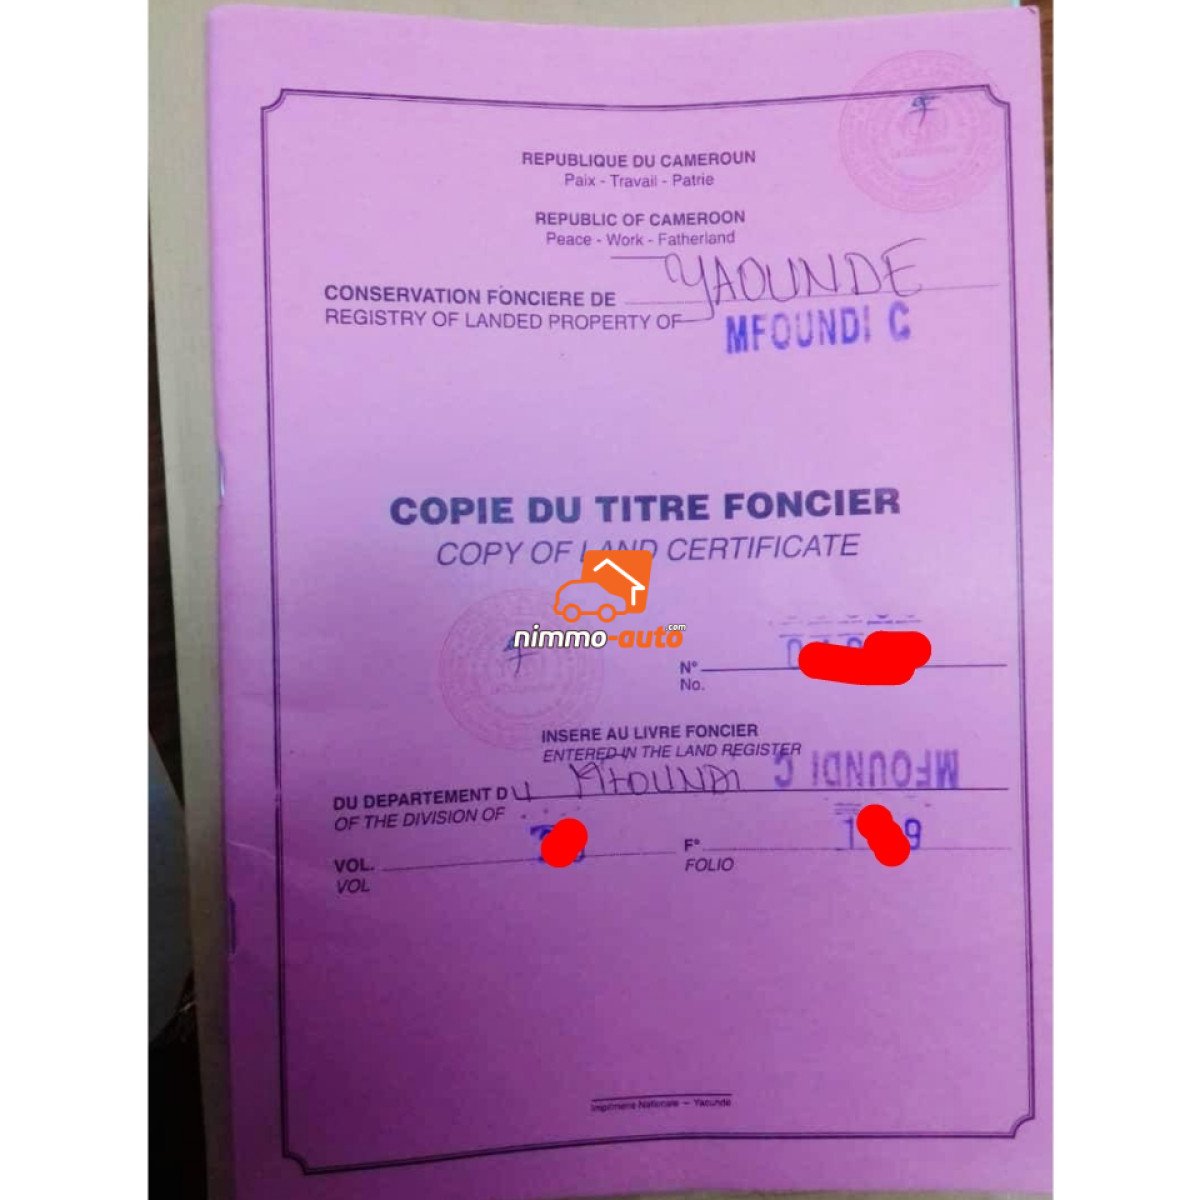 REPUBLIQUE DU CAMEROUN
Paix - Travail - Patrie
REPUBLIC OF CAMEROON
Peace - Work - Fatherland
CONSERVATION FONCIERE DE YAOUNDE
REGISTRY OF LANDED PROPERTY OF MFOUNDI C
COPIE DU TITRE FONCIER
COPY OF LAND CERTIFICATE
nimmo-auto.com
N°
No.
INSERE AU LIVRE FONCIER
ENTERED IN THE LAND REGISTER
DU DEPARTEMENT DU MFOUNDI MFOUNDI C
OF THE DIVISION OF
VOL. F°
VOL FOLIO
Imprimerie Nationale - Yaoundé